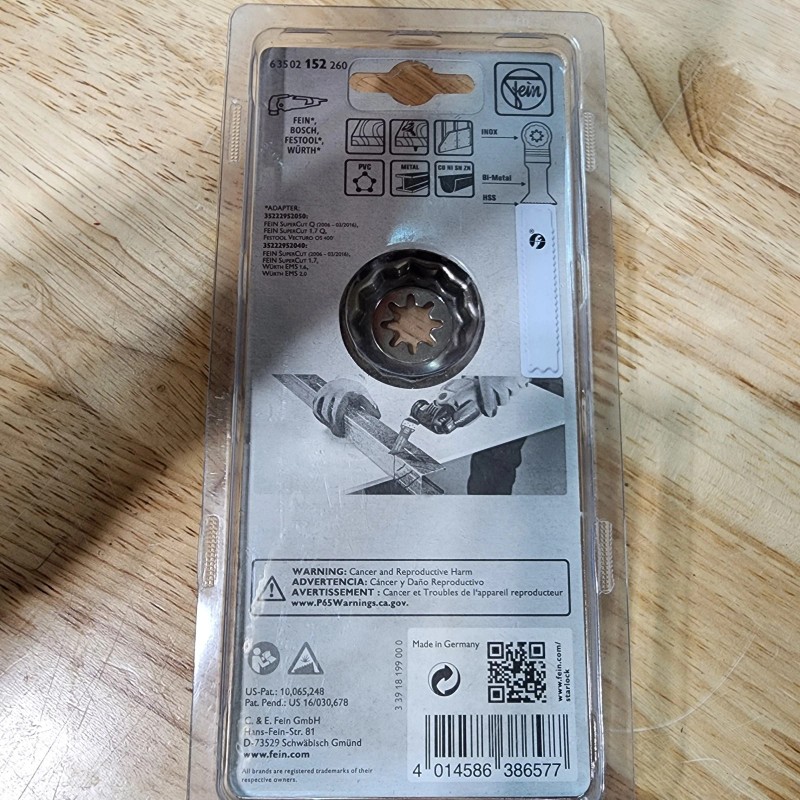 63502 152 260
Fein
FEIN*,
BOSCH,
FESTOOL*,
WÜRTH*
INOX
PVC
METAL
CU NI SN ZN
Bi-Metal
HSS
*ADAPTER:
35222952050:
FEIN SUPERCUT Q (2006 - 03/2016),
FEIN SUPERCUT 1.7 Q,
FESTOOL VECTURO OS 400
35222952040:
FEIN SUPERCUT (2006 - 03/2016),
FEIN SUPERCUT 1.7,
WÜRTH EMS 1.6,
WÜRTH EMS 2.0
WARNING: Cancer and Reproductive Harm
ADVERTENCIA: Cáncer y Daño Reproductivo
AVERTISSEMENT : Cancer et Troubles de l'appareil reproducteur
www.P65Warnings.ca.gov.
3 39 18 199 00 0
Made in Germany
www.fein.com/
starlock
US-Pat.: 10,065,248
Pat. Pend.: US 16/030,678
C. & E. Fein GmbH
Hans-Fein-Str. 81
D-73529 Schwäbisch Gmünd
www.fein.com
All brands are registered trademarks of their
respective owners.
4 014586 386577